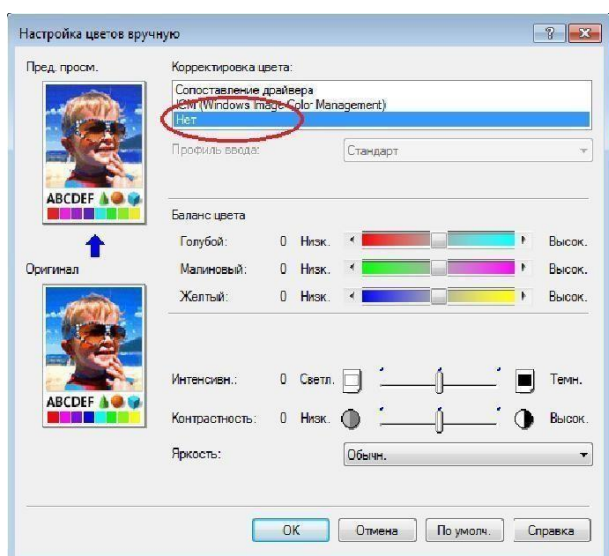 Настройка цветов вручную
Пред. просм.
Корректировка цвета:
Сопоставление драйвера
ICM (Windows Image Color Management)
Нет
Профиль ввода: Стандарт
ABCDEF
Баланс цвета
Голубой: 0 Низк. Высок.
Оригинал
Малиновый: 0 Низк. Высок.
Желтый: 0 Низк. Высок.
ABCDEF
Интенсивн.: 0 Светл. Темн.
Контрастность: 0 Низк. Высок.
Яркость: Обычн.
OK Отмена По умолч. Справка